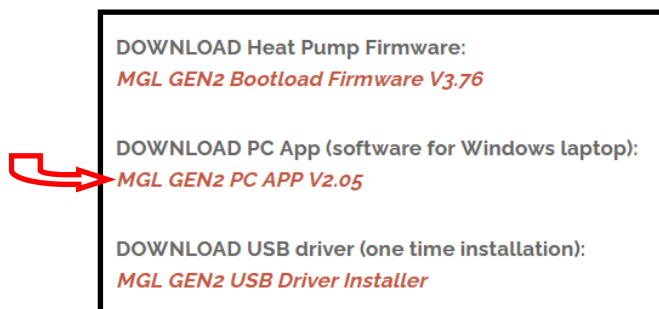 DOWNLOAD Heat Pump Firmware:
MGL GEN2 Bootload Firmware V3.76
DOWNLOAD PC App (software for Windows laptop):
MGL GEN2 PC APP V2.05
DOWNLOAD USB driver (one time installation):
MGL GEN2 USB Driver Installer